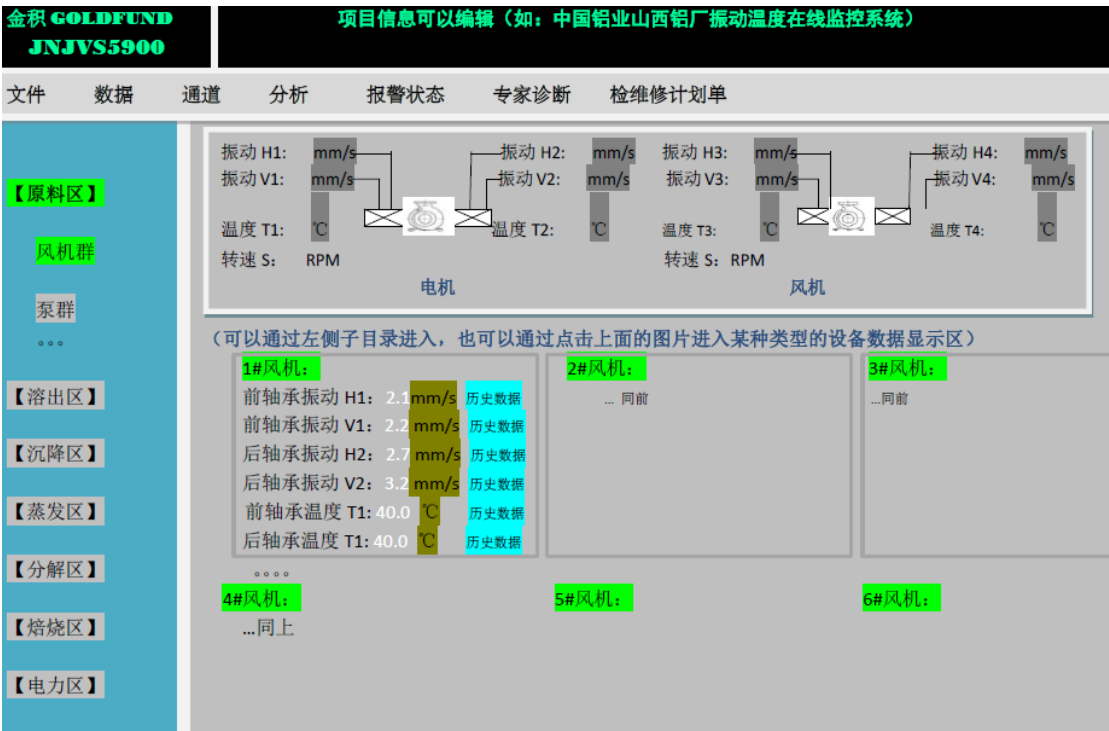 金积 GOLDFUND
JNJVS5900
项目信息可以编辑（如：中国铝业山西铝厂振动温度在线监控系统）
文件 数据 通道 分析 报警状态 专家诊断 检维修计划单
【原料区】
风机群
泵群
。。。
【溶出区】
【沉降区】
【蒸发区】
【分解区】
【焙烧区】
【电力区】
振动 H1: mm/s 振动 H2: mm/s 振动 H3: mm/s 振动 H4: mm/s
振动 V1: mm/s 振动 V2: mm/s 振动 V3: mm/s 振动 V4: mm/s
温度 T1: ℃ 温度 T2: ℃ 温度 T3: ℃ 温度 T4: ℃
转速 S: RPM 转速 S: RPM
电机 风机
（可以通过左侧子目录进入，也可以通过点击上面的图片进入某种类型的设备数据显示区）
1#风机：
前轴承振动 H1: 2.1 mm/s 历史数据
前轴承振动 V1: 2.2 mm/s 历史数据
后轴承振动 H2: 2.7 mm/s 历史数据
后轴承振动 V2: 3.2 mm/s 历史数据
前轴承温度 T1: 40.0 ℃ 历史数据
后轴承温度 T1: 40.0 ℃ 历史数据
。。。。
2#风机：
... 同前
3#风机：
...同前
4#风机：
...同上
5#风机：
6#风机：